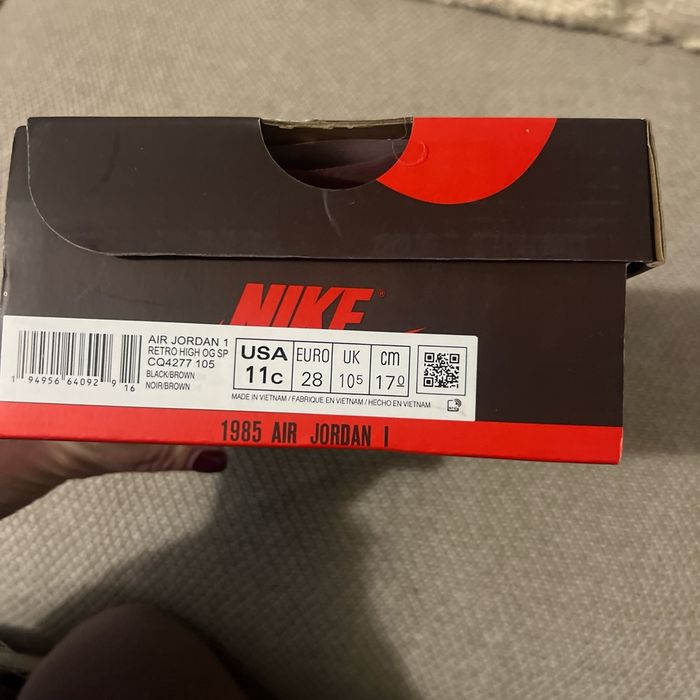 NIKE®
AIR JORDAN 1
RETRO HIGH OG SP
CQ4277 105
BLACK/BROWN
NOIR/BROWN
1 94956 64092 9 16
USA EURO UK cm
11C 28 105 17.0
MADE IN VIETNAM / FABRIQUE EN VIETNAM / HECHO EN VIETNAM
1985 AIR JORDAN I